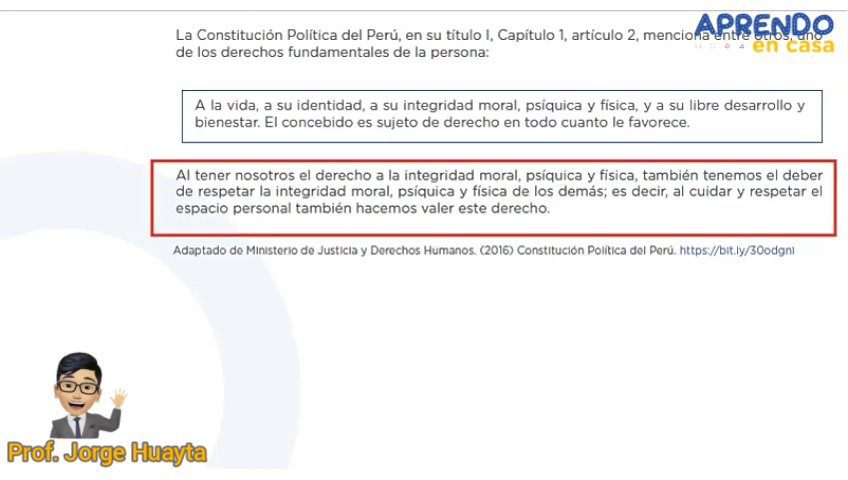 APRENDO
en casa
La Constitución Política del Perú, en su título I, Capítulo 1, artículo 2, menciona entre otros, uno
de los derechos fundamentales de la persona:
A la vida, a su identidad, a su integridad moral, psíquica y física, y a su libre desarrollo y
bienestar. El concebido es sujeto de derecho en todo cuanto le favorece.
Al tener nosotros el derecho a la integridad moral, psíquica y física, también tenemos el deber
de respetar la integridad moral, psíquica y física de los demás; es decir, al cuidar y respetar el
espacio personal también hacemos valer este derecho.
Adaptado de Ministerio de Justicia y Derechos Humanos. (2016) Constitución Política del Perú. https://bit.ly/30odgnI
Prof. Jorge Huayta